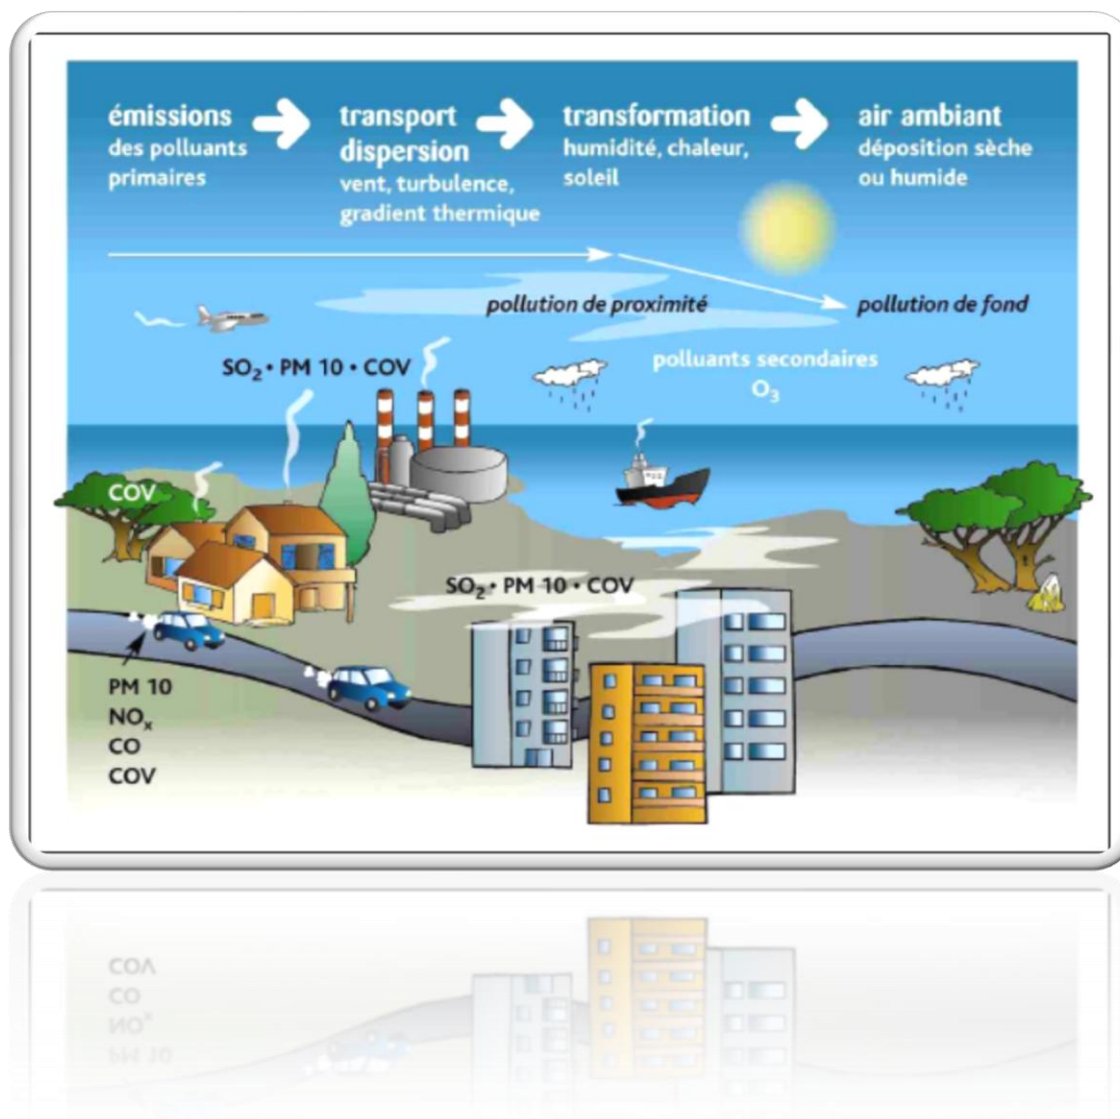 émissions
des polluants
primaires
transport
dispersion
vent, turbulence,
gradient thermique
transformation
humidité, chaleur,
soleil
air ambiant
déposition sèche
ou humide
pollution de proximité
pollution de fond
SO₂ • PM 10 • COV
polluants secondaires
O₃
COV
SO₂ • PM 10 • COV
PM 10
NOₓ
CO
COV